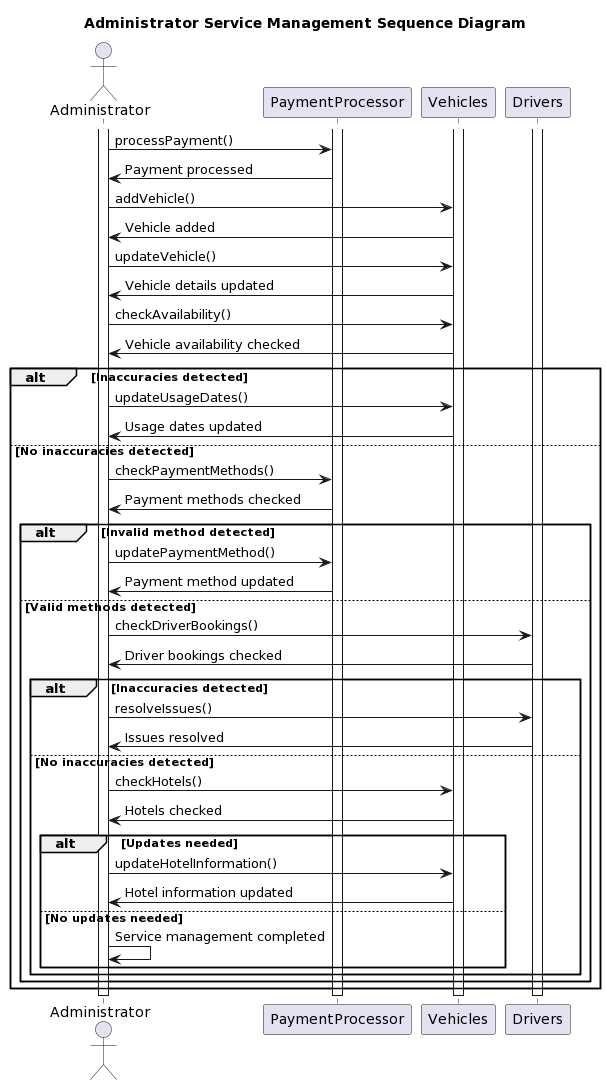 Administrator Service Management Sequence Diagram
Administrator
PaymentProcessor
Vehicles
Drivers
processPayment()
Payment processed
addVehicle()
Vehicle added
updateVehicle()
Vehicle details updated
checkAvailability()
Vehicle availability checked
alt [Inaccuracies detected]
updateUsageDates()
Usage dates updated
[No inaccuracies detected]
checkPaymentMethods()
Payment methods checked
alt [Invalid method detected]
updatePaymentMethod()
Payment method updated
[Valid methods detected]
checkDriverBookings()
Driver bookings checked
alt [Inaccuracies detected]
resolveIssues()
Issues resolved
[No inaccuracies detected]
checkHotels()
Hotels checked
alt [Updates needed]
updateHotelInformation()
Hotel information updated
[No updates needed]
Service management completed
Administrator
PaymentProcessor
Vehicles
Drivers